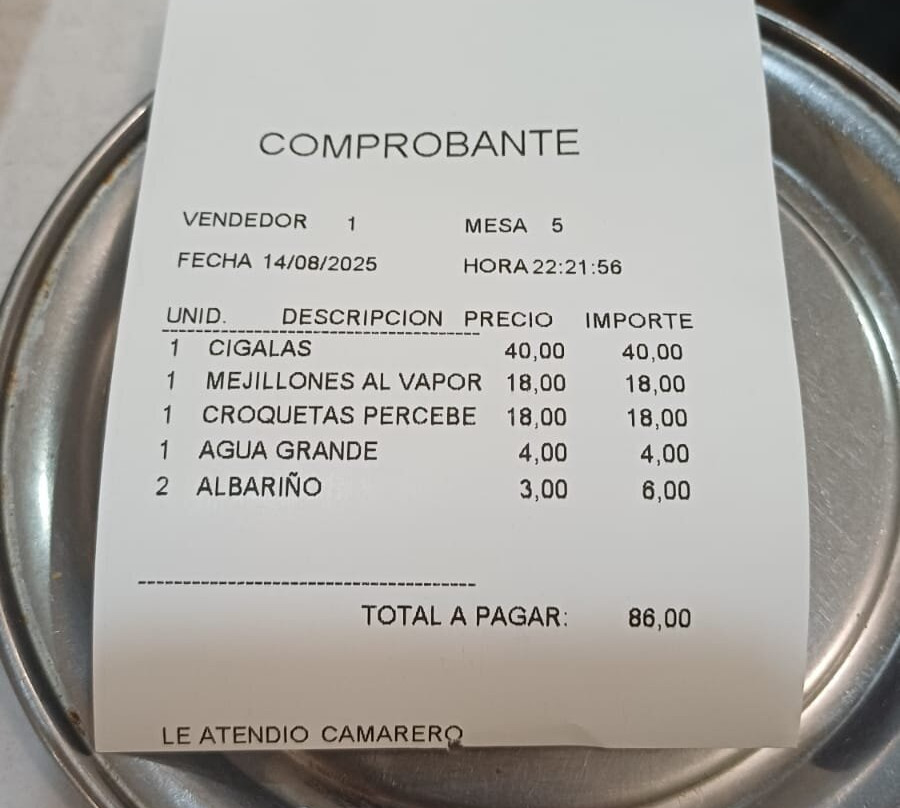 COMPROBANTE
VENDEDOR 1 MESA 5
FECHA 14/08/2025 HORA 22:21:56
UNID. DESCRIPCION PRECIO IMPORTE
1 CIGALAS 40,00 40,00
1 MEJILLONES AL VAPOR 18,00 18,00
1 CROQUETAS PERCEBE 18,00 18,00
1 AGUA GRANDE 4,00 4,00
2 ALBARIÑO 3,00 6,00
TOTAL A PAGAR: 86,00
LE ATENDIO CAMARERO